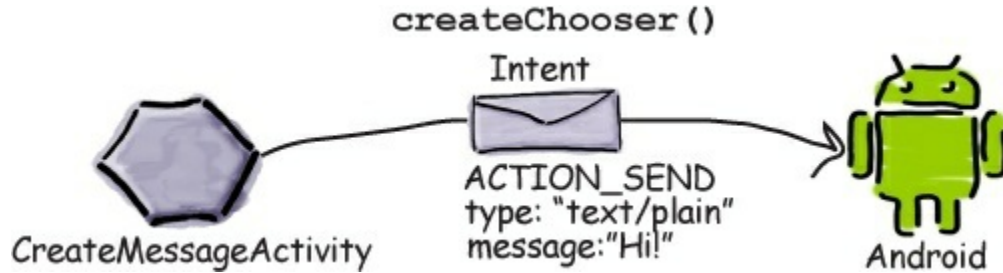 createChooser()
Intent
ACTION_SEND
type: “text/plain”
message:”Hi!”
CreateMessageActivity
Android